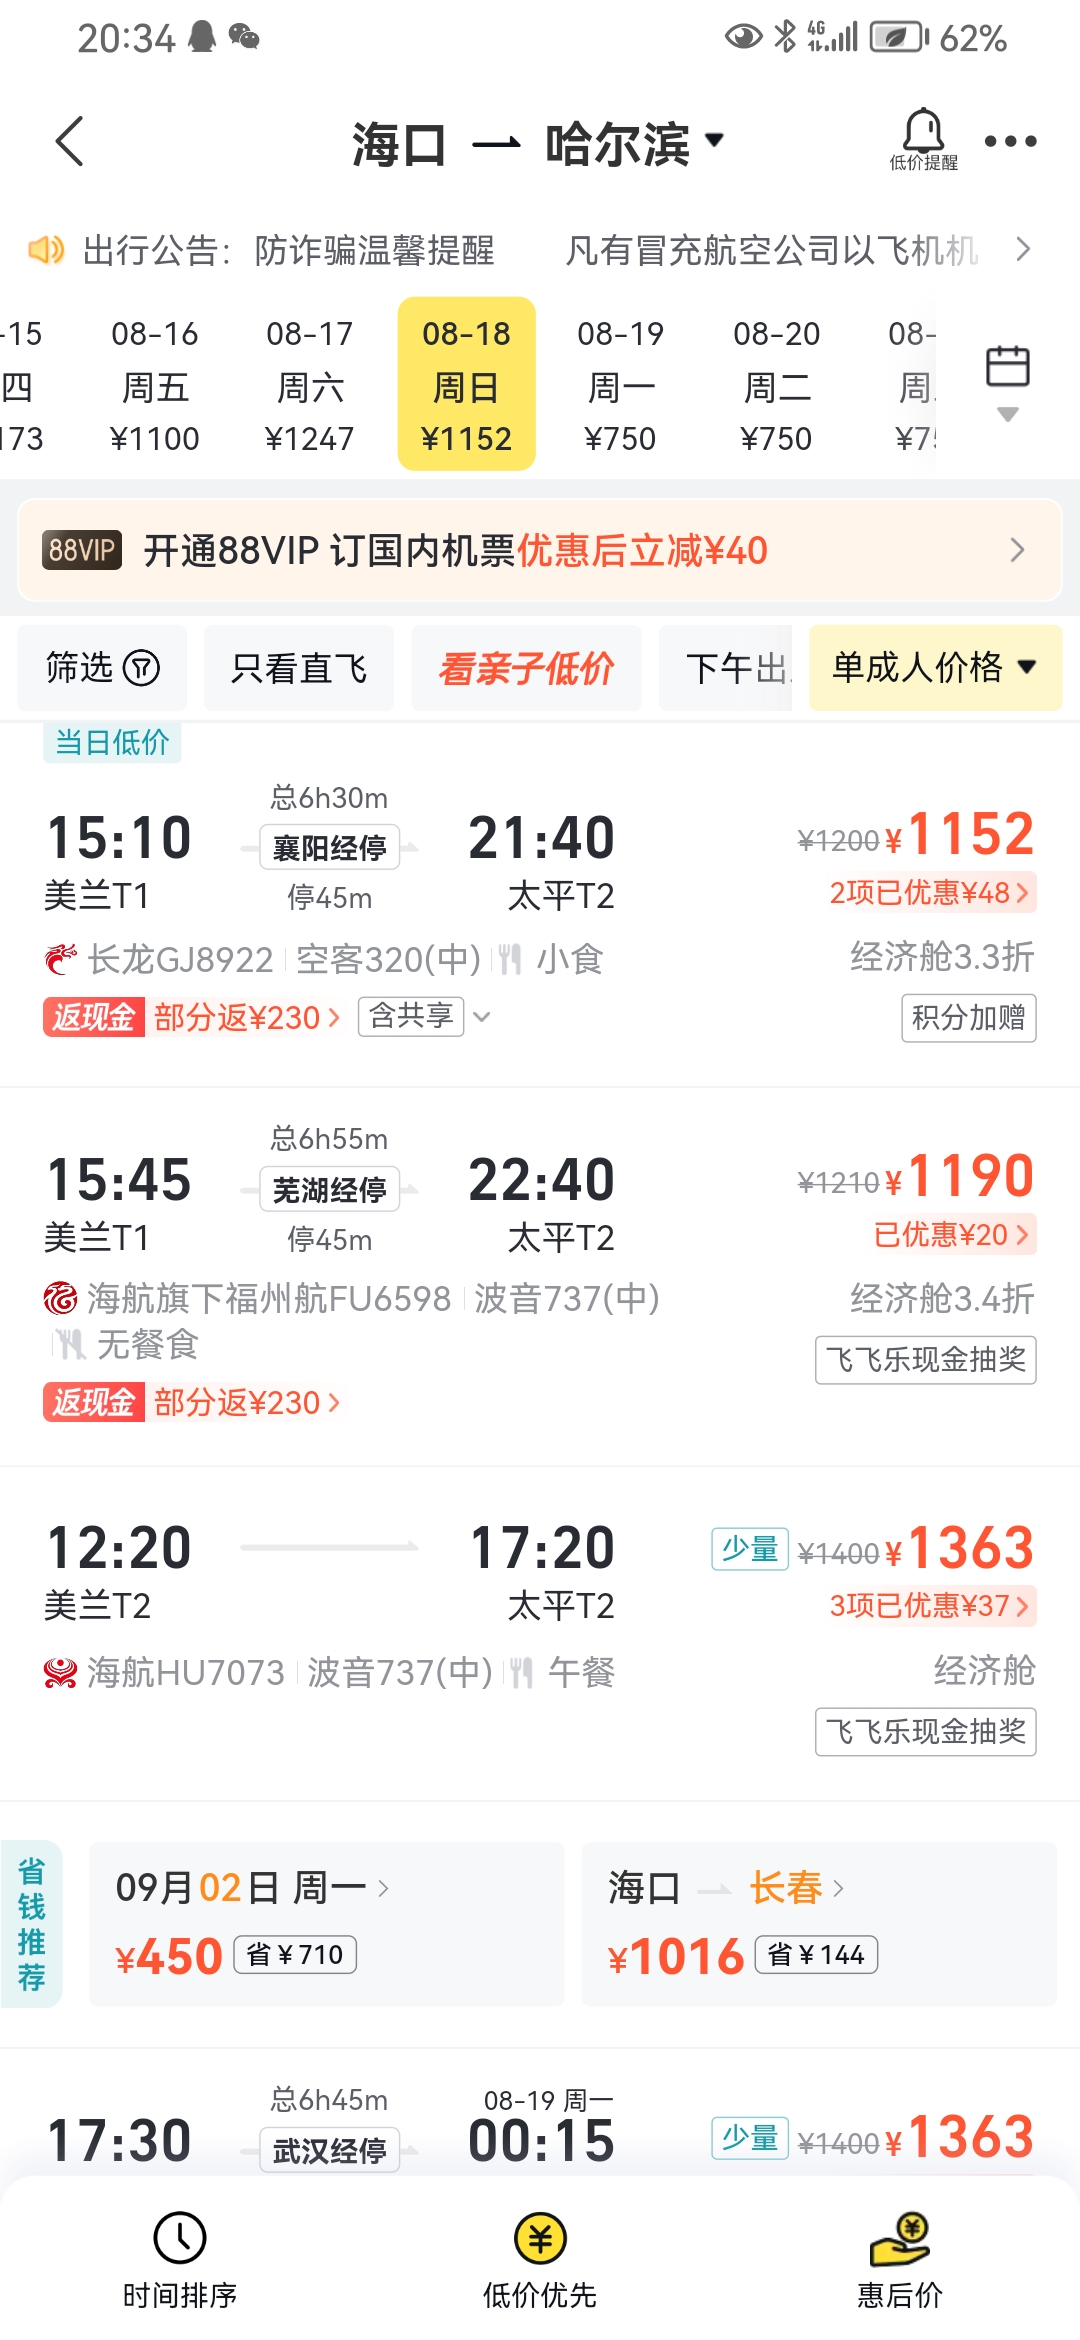 20:34
4G
62%
海口
哈尔滨
低价提醒
出行公告：防诈骗温馨提醒
凡有冒充航空公司以飞机机
-15
四
173
08-16
周五
¥1100
08-17
周六
¥1247
08-18
周日
¥1152
08-19
周一
¥750
08-20
周二
¥750
08-
周
¥75
88VIP 开通88VIP 订国内机票优惠后立减¥40
筛选
只看直飞
看亲子低价
下午出
单成人价格
当日低价
总6h30m
15:10
襄阳经停
21:40
¥1200 ¥1152
美兰T1
停45m
太平T2
2项已优惠¥48
长龙GJ8922 空客320(中) 小食
经济舱3.3折
返现金 部分返¥230
含共享
积分加赠
总6h55m
15:45
芜湖经停
22:40
¥1210 ¥1190
美兰T1
停45m
太平T2
已优惠¥20
海航旗下福州航FU6598 波音737(中)
经济舱3.4折
无餐食
飞飞乐现金抽奖
返现金 部分返¥230
12:20
17:20
少量
¥1400 ¥1363
美兰T2
太平T2
3项已优惠¥37
海航HU7073 波音737(中) 午餐
经济舱
飞飞乐现金抽奖
省钱推荐
09月02日 周一
¥450 省¥710
海口 长春
¥1016 省¥144
总6h45m
08-19 周一
17:30
武汉经停
00:15
少量
¥1400 ¥1363
时间排序
低价优先
惠后价